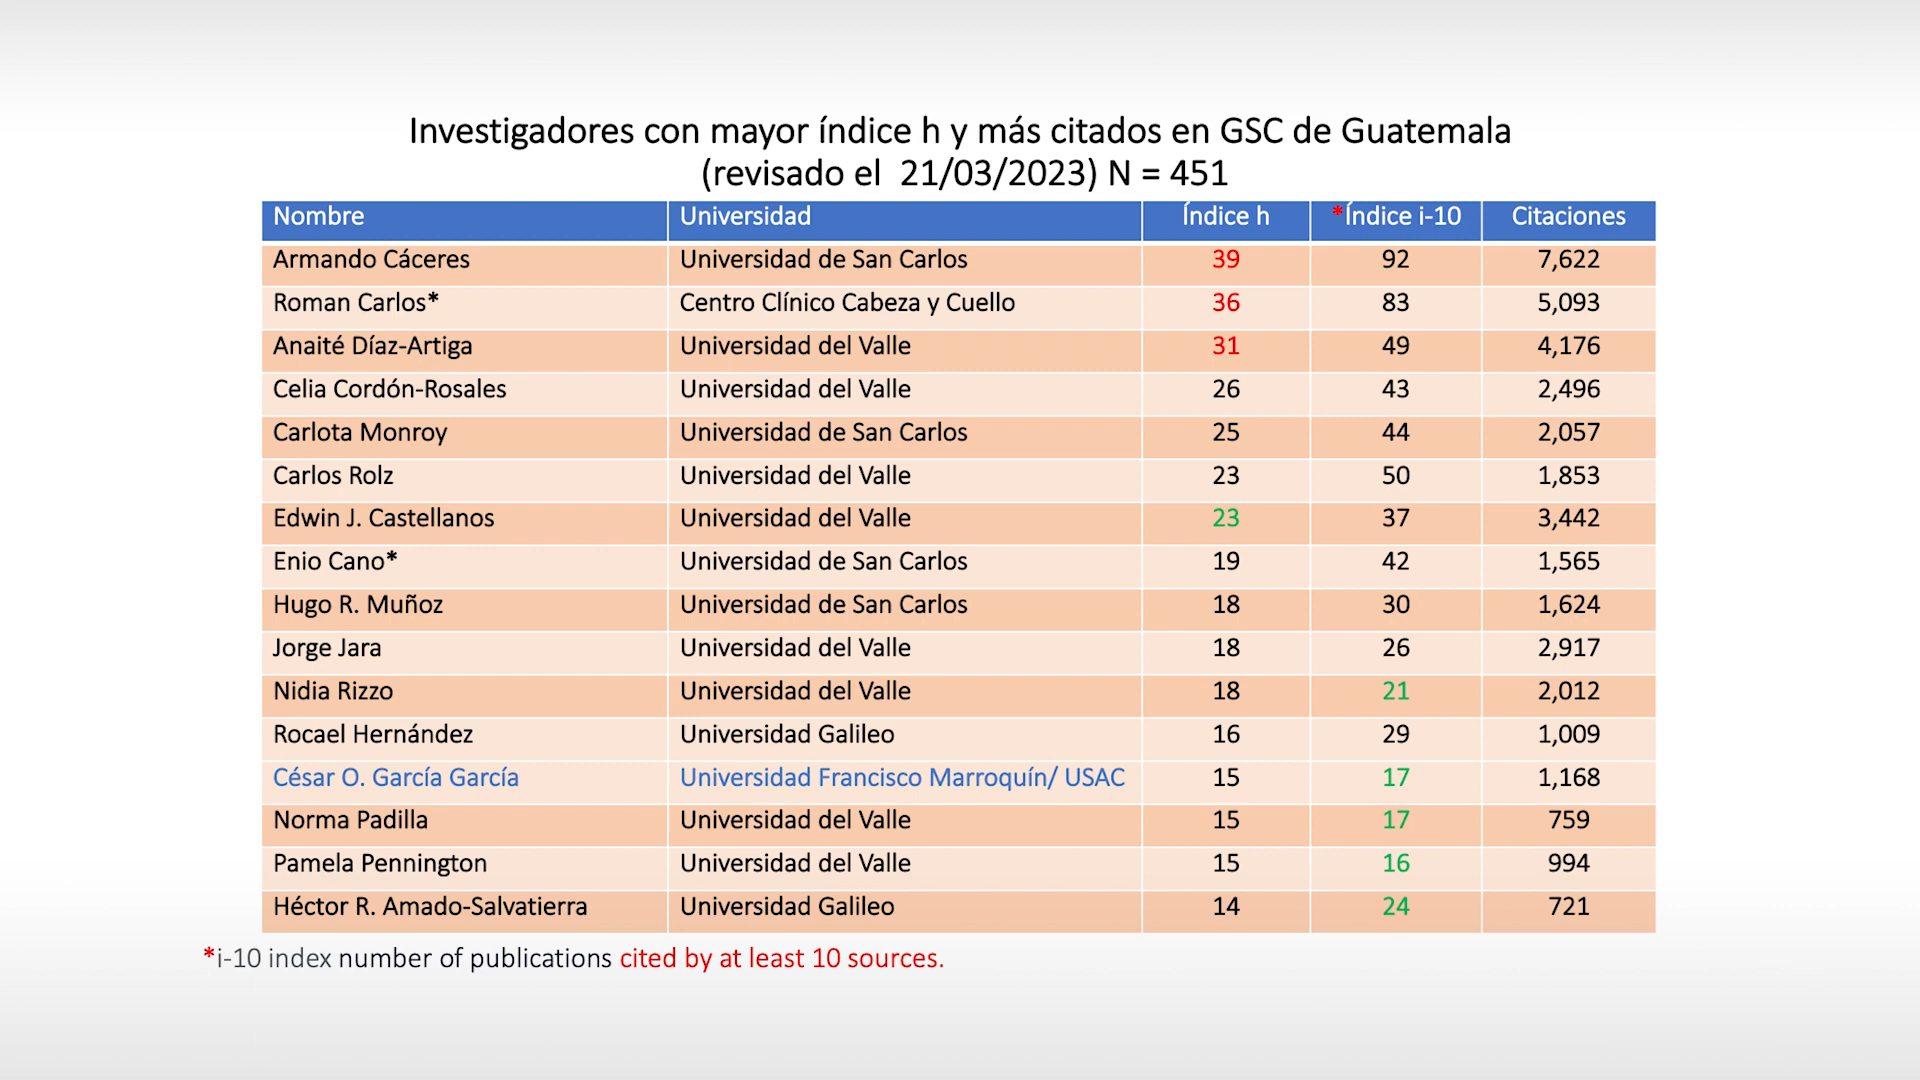 Investigadores con mayor índice h y más citados en GSC de Guatemala
(revisado el 21/03/2023) N = 451
Nombre Universidad Índice h *Índice i-10 Citaciones
Armando Cáceres Universidad de San Carlos 39 92 7,622
Roman Carlos* Centro Clínico Cabeza y Cuello 36 83 5,093
Anaité Díaz-Artiga Universidad del Valle 31 49 4,176
Celia Cordón-Rosales Universidad del Valle 26 43 2,496
Carlota Monroy Universidad de San Carlos 25 44 2,057
Carlos Rolz Universidad del Valle 23 50 1,853
Edwin J. Castellanos Universidad del Valle 23 37 3,442
Enio Cano* Universidad de San Carlos 19 42 1,565
Hugo R. Muñoz Universidad de San Carlos 18 30 1,624
Jorge Jara Universidad del Valle 18 26 2,917
Nidia Rizzo Universidad del Valle 18 21 2,012
Rocael Hernández Universidad Galileo 16 29 1,009
César O. García García Universidad Francisco Marroquín/ USAC 15 17 1,168
Norma Padilla Universidad del Valle 15 17 759
Pamela Pennington Universidad del Valle 15 16 994
Héctor R. Amado-Salvatierra Universidad Galileo 14 24 721
*i-10 index number of publications cited by at least 10 sources.